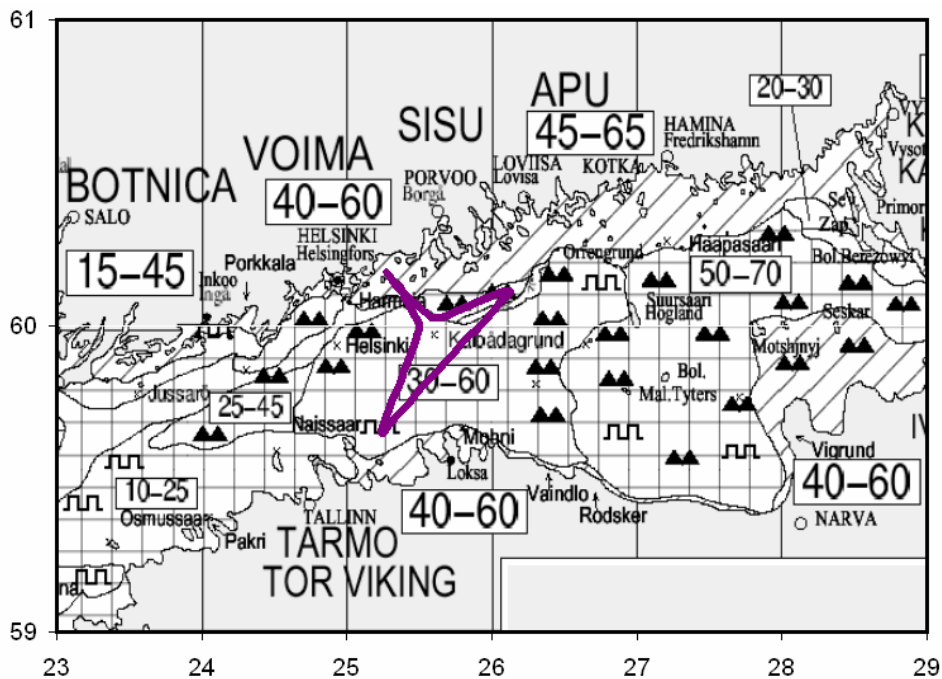 61
APU
20–30
SISU
45–65
HAMINA
Fredrikshamn
VOIMA
LOVIISA
Lovisa
KOTKA
BOTNICA
40–60
PORVOO
Borgå
SALO
HELSINKI
Helsingfors
Porkkala
15–45
Inkoo
Ingå
Orrengrund
Haapasaari
Zap.
Bol.Berezowyi
50–70
Suursaari
Hogland
Seskar
60
Helsinki
Kalbådagrund
Motshjnyj
Jussarö
30–60
Bol.
Mal.Tyters
25–45
Naissaar
Mohni
Vigrund
Loksa
10–25
40–60
40–60
Osmussaar
Vaindlo
Rodsker
TALLINN
NARVA
Pakri
TARMO
TOR VIKING
59
23
24
25
26
27
28
29